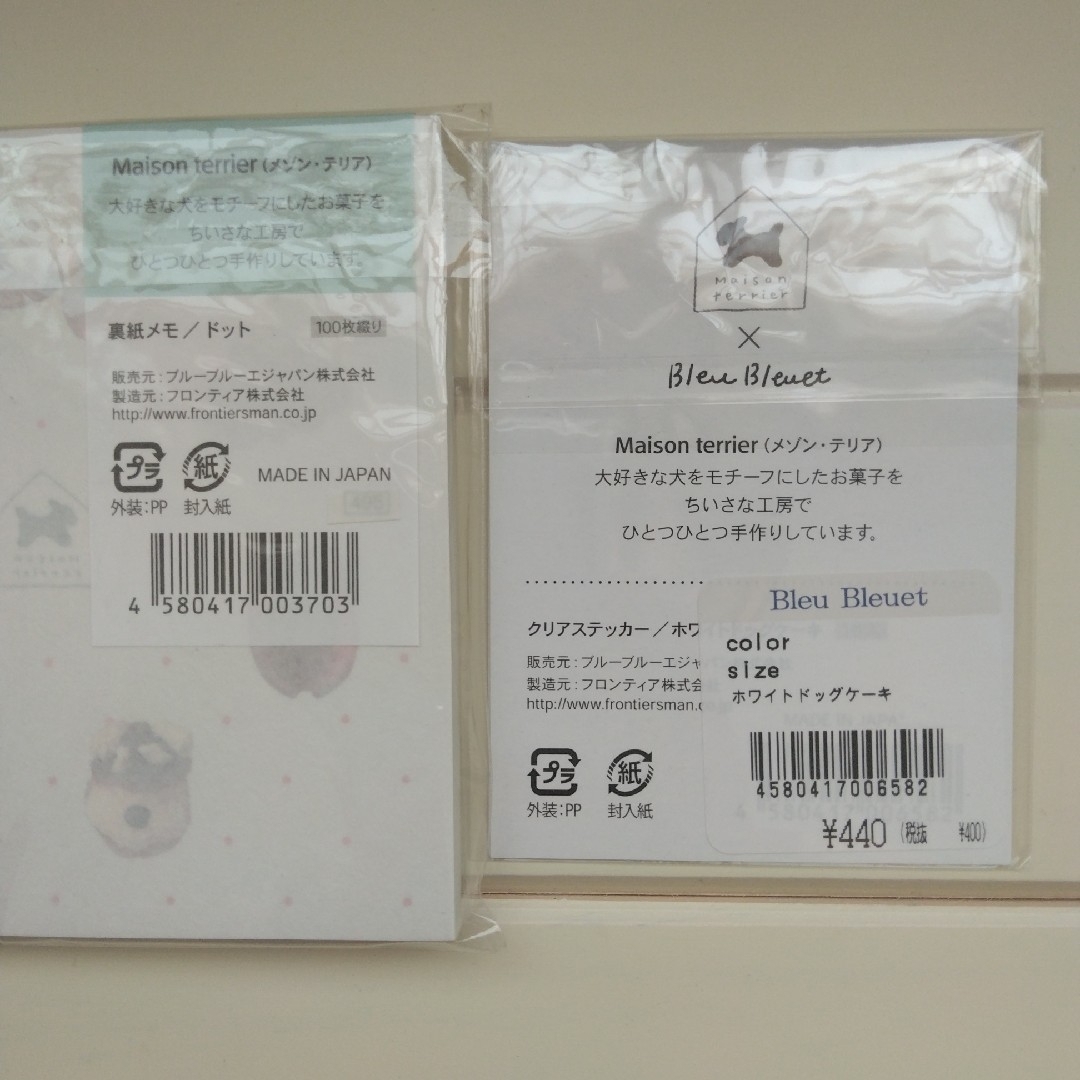 Maison terrier（メゾン・テリア）
大好きな犬をモチーフにしたお菓子を
ちいさな工房で
ひとつひとつ手作りしています。
裏紙メモ／ドット 100枚綴り
販売元：ブルーブルーエジャパン株式会社
製造元：フロンティア株式会社
http://www.frontiersman.co.jp
プラ 紙 MADE IN JAPAN
外装：PP 封入紙
4 580417 003703
Maison
terrier
×
Bleu Bleuet
Maison terrier（メゾン・テリア）
大好きな犬をモチーフにしたお菓子を
ちいさな工房で
ひとつひとつ手作りしています。
Bleu Bleuet
クリアステッカー／ホワ
color
販売元：ブルーブルーエジャ
size
製造元：フロンティア株式会
ホワイトドッグケーキ
http://www.frontiersman.
プラ 紙
外装：PP 封入紙
4580417006582
¥440（税抜 ¥400）